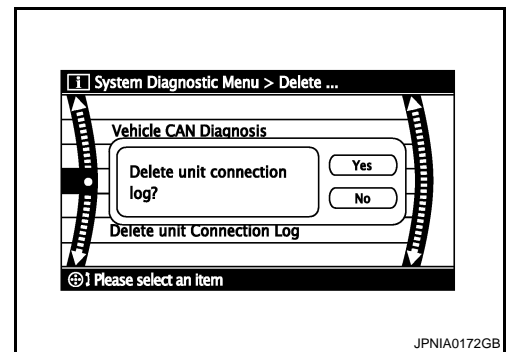 i System Diagnostic Menu > Delete ...
Vehicle CAN Diagnosis
Delete unit connection
log?
Yes
No
Delete unit Connection Log
Please select an item
JPNIA0172GB